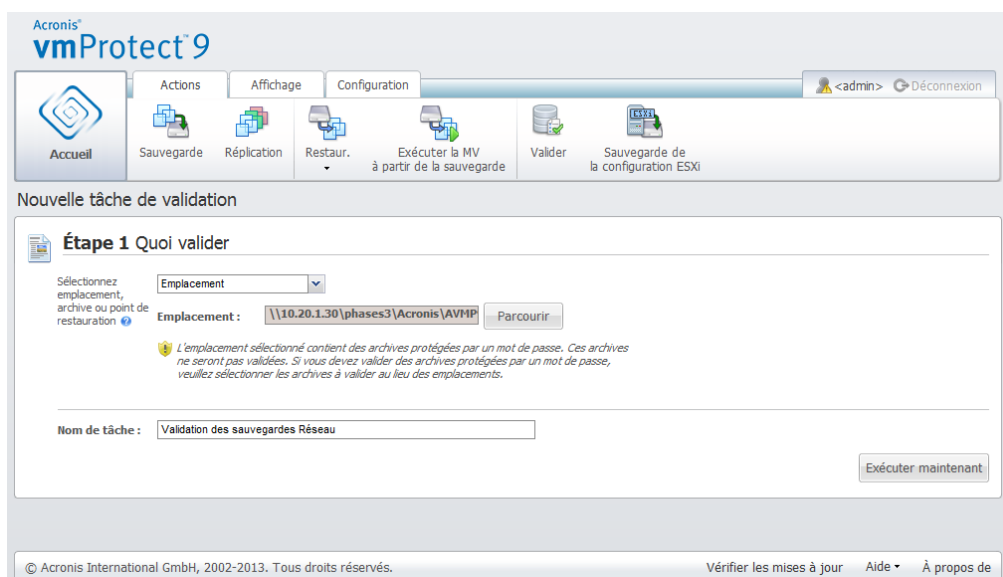 Acronis®
vmProtect™9
Actions
Affichage
Configuration
<admin>
Déconnexion
Accueil
Sauvegarde
Réplication
Restaur.
Exécuter la MV
à partir de la sauvegarde
Valider
ESXi
Sauvegarde de
la configuration ESXi
Nouvelle tâche de validation
Étape 1 Quoi valider
Sélectionnez
emplacement,
archive ou point de
restauration
Emplacement
Emplacement :
\\10.20.1.30\phases3\Acronis\AVMP
Parcourir
L'emplacement sélectionné contient des archives protégées par un mot de passe. Ces archives
ne seront pas validées. Si vous devez valider des archives protégées par un mot de passe,
veuillez sélectionner les archives à valider au lieu des emplacements.
Nom de tâche :
Validation des sauvegardes Réseau
Exécuter maintenant
© Acronis International GmbH, 2002-2013. Tous droits réservés.
Vérifier les mises à jour
Aide
À propos de